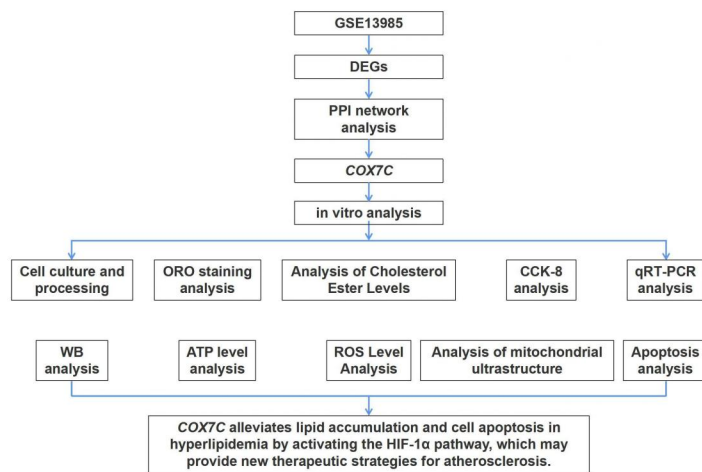 GSE13985
DEGs
PPI network
analysis
COX7C
in vitro analysis
Cell culture and
processing
ORO staining
analysis
Analysis of Cholesterol
Ester Levels
CCK-8
analysis
qRT-PCR
analysis
WB
analysis
ATP level
analysis
ROS Level
Analysis
Analysis of mitochondrial
ultrastructure
Apoptosis
analysis
COX7C alleviates lipid accumulation and cell apoptosis in
hyperlipidemia by activating the HIF-1α pathway, which may
provide new therapeutic strategies for atherosclerosis.